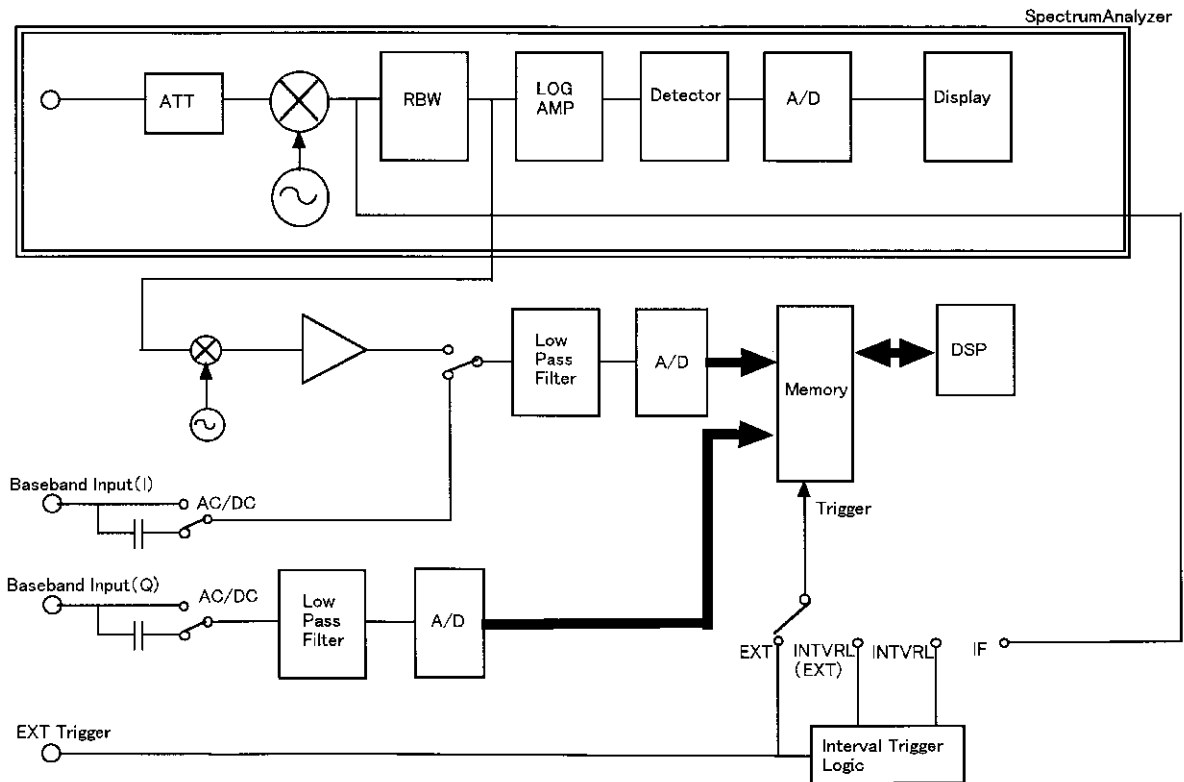 SpectrumAnalyzer
ATT
RBW
LOG
AMP
Detector
A/D
Display
Low
Pass
Filter
A/D
Memory
DSP
Baseband Input(I)
AC/DC
Trigger
Baseband Input(Q)
AC/DC
Low
Pass
Filter
A/D
EXT
INTVRL
(EXT)
INTVRL
IF
EXT Trigger
Interval Trigger
Logic